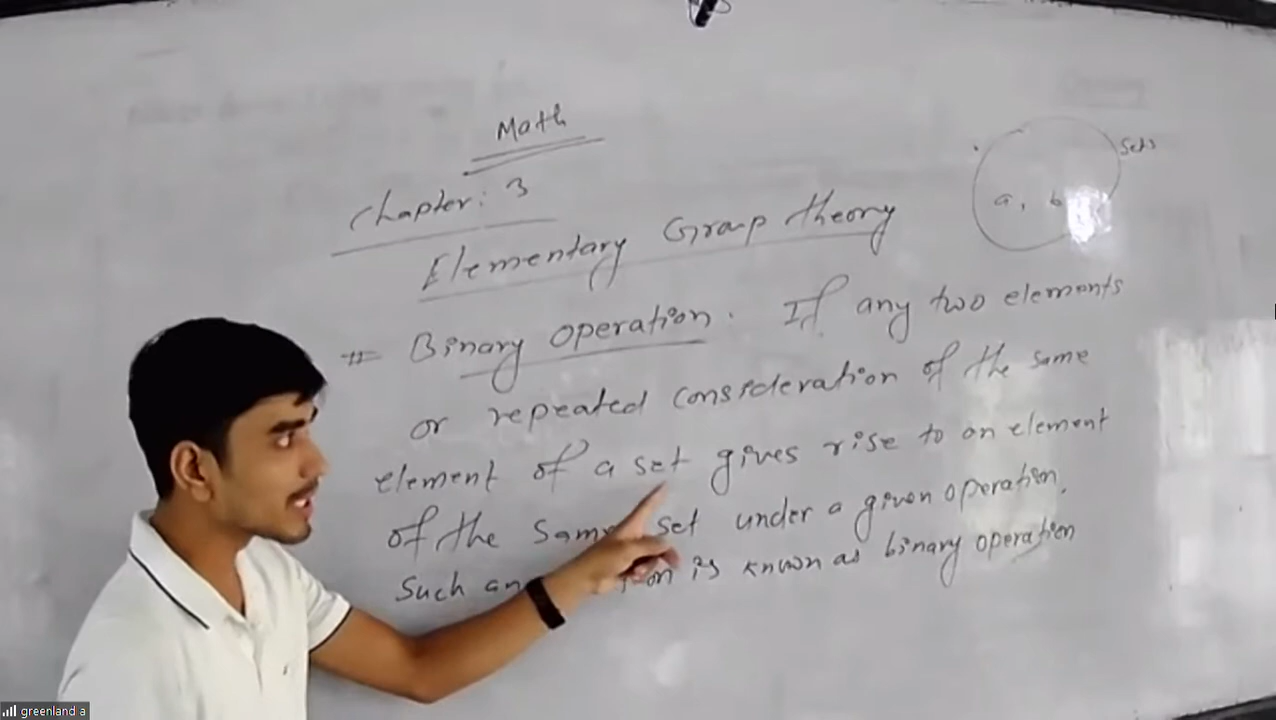 Math
Chapter: 3
Elementary Group theory
Sets
a, b
Binary operation. If any two elements
or repeated consideration of the same
element of a set gives rise to an element
of the same set under a given operation.
Such an is known as binary operation
greenland a